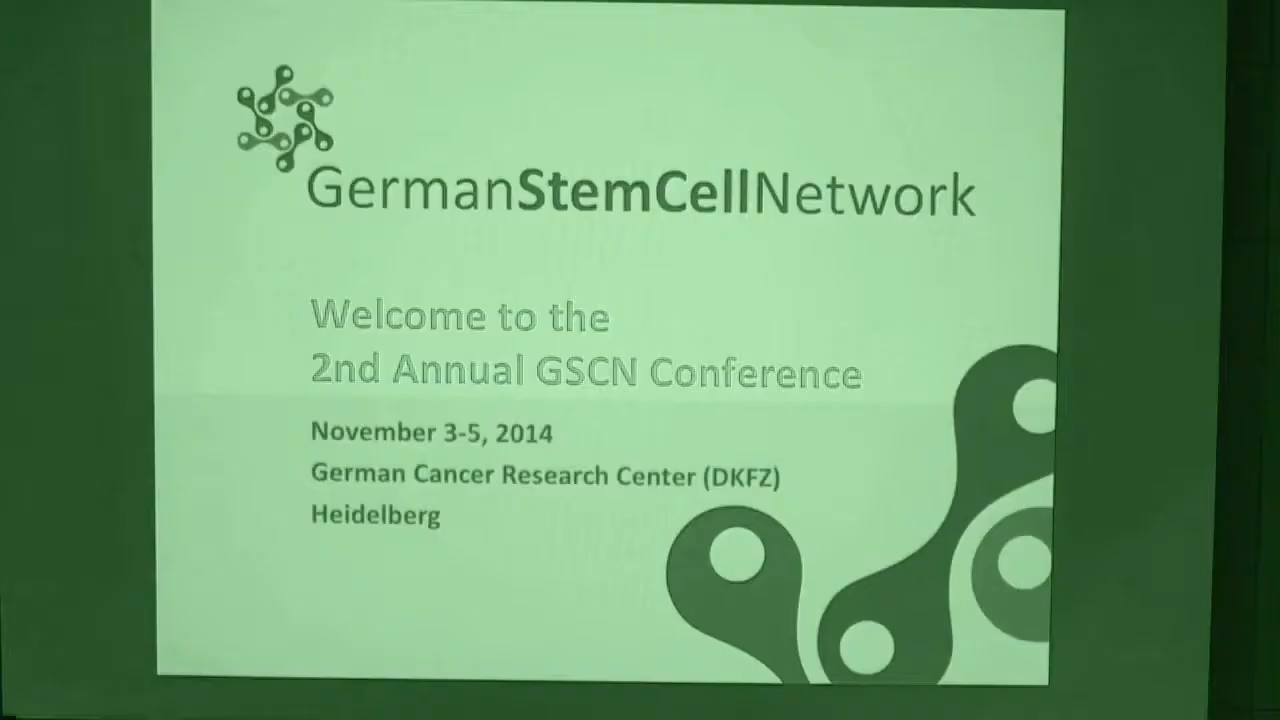 GermanStemCellNetwork
Welcome to the
2nd Annual GSCN Conference
November 3-5, 2014
German Cancer Research Center (DKFZ)
Heidelberg